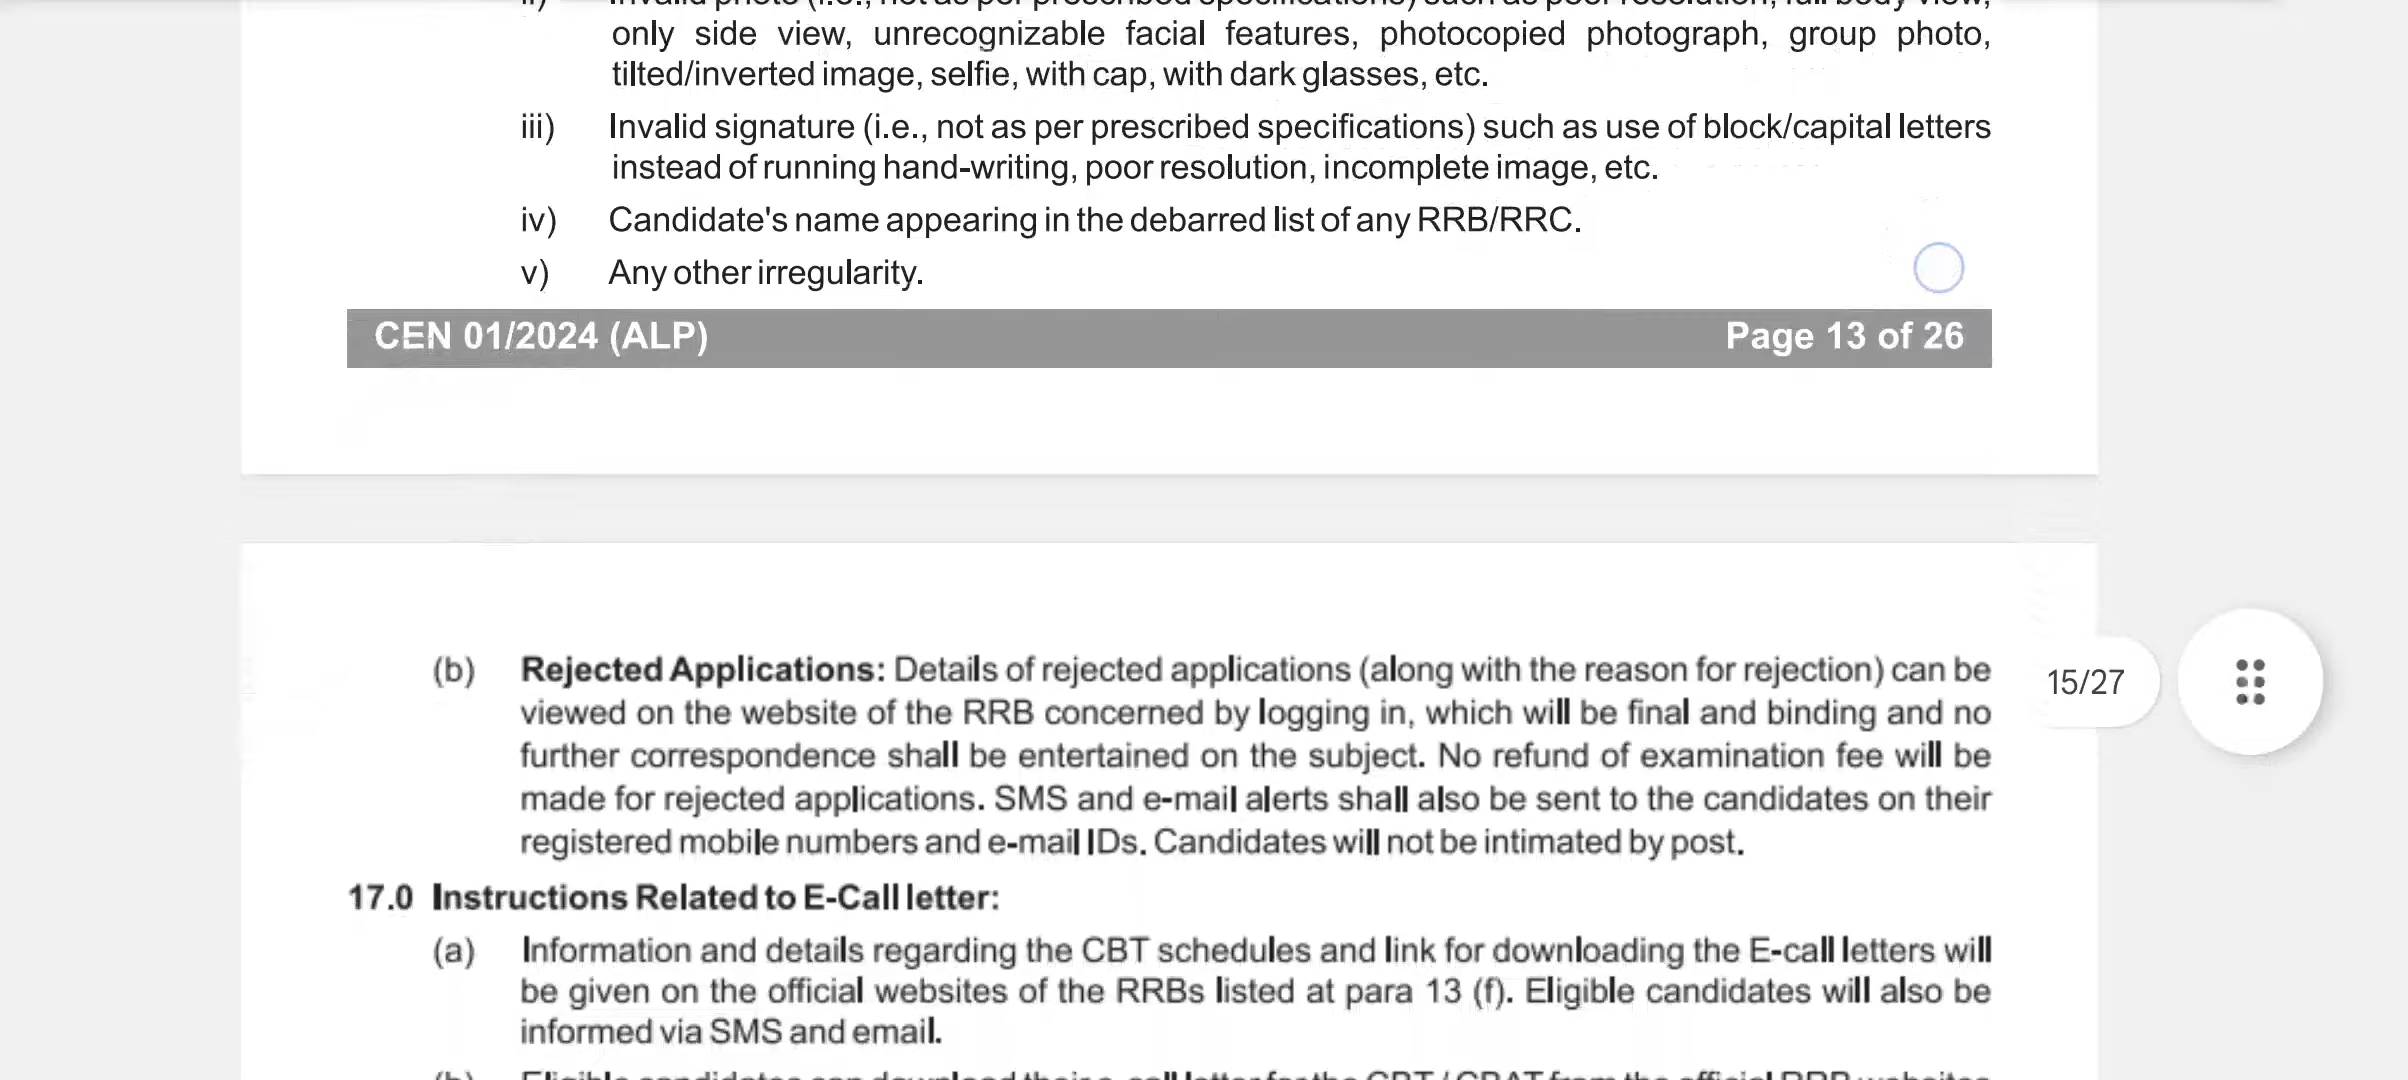 only side view, unrecognizable facial features, photocopied photograph, group photo,
tilted/inverted image, selfie, with cap, with dark glasses, etc.
iii) Invalid signature (i.e., not as per prescribed specifications) such as use of block/capital letters
instead of running hand-writing, poor resolution, incomplete image, etc.
iv) Candidate's name appearing in the debarred list of any RRB/RRC.
v) Any other irregularity.
CEN 01/2024 (ALP) Page 13 of 26
(b) Rejected Applications: Details of rejected applications (along with the reason for rejection) can be
viewed on the website of the RRB concerned by logging in, which will be final and binding and no
15/27
further correspondence shall be entertained on the subject. No refund of examination fee will be
made for rejected applications. SMS and e-mail alerts shall also be sent to the candidates on their
registered mobile numbers and e-mail IDs. Candidates will not be intimated by post.
17.0 Instructions Related to E-Call letter:
(a) Information and details regarding the CBT schedules and link for downloading the E-call letters will
be given on the official websites of the RRBs listed at para 13 (f). Eligible candidates will also be
informed via SMS and email.